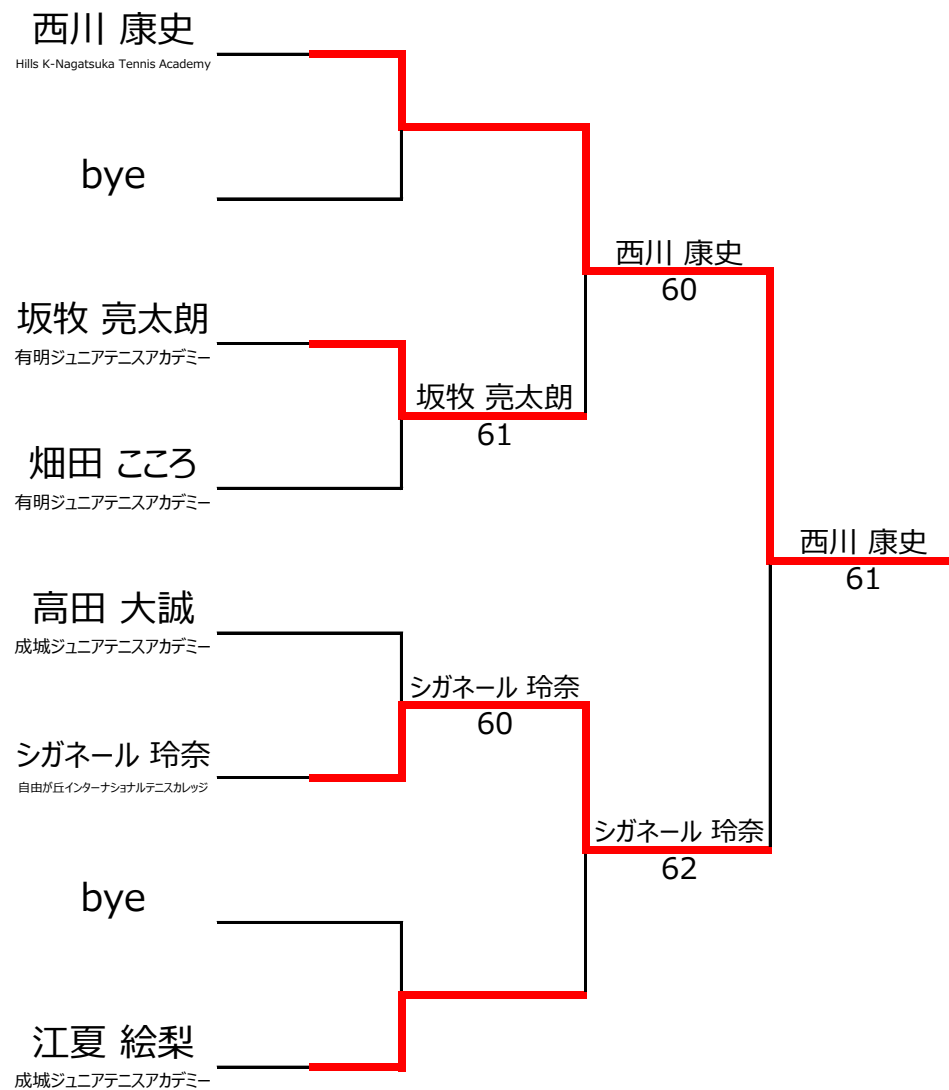 西川 康史
Hills K-Nagatsuka Tennis Academy
bye
坂牧 亮太朗
有明ジュニアテニスアカデミー
畑田 こころ
有明ジュニアテニスアカデミー
高田 大誠
成城ジュニアテニスアカデミー
シガネール 玲奈
自由が丘インターナショナルテニスカレッジ
bye
江夏 絵梨
成城ジュニアテニスアカデミー
坂牧 亮太朗
61
シガネール 玲奈
60
西川 康史
60
シガネール 玲奈
62
西川 康史
61